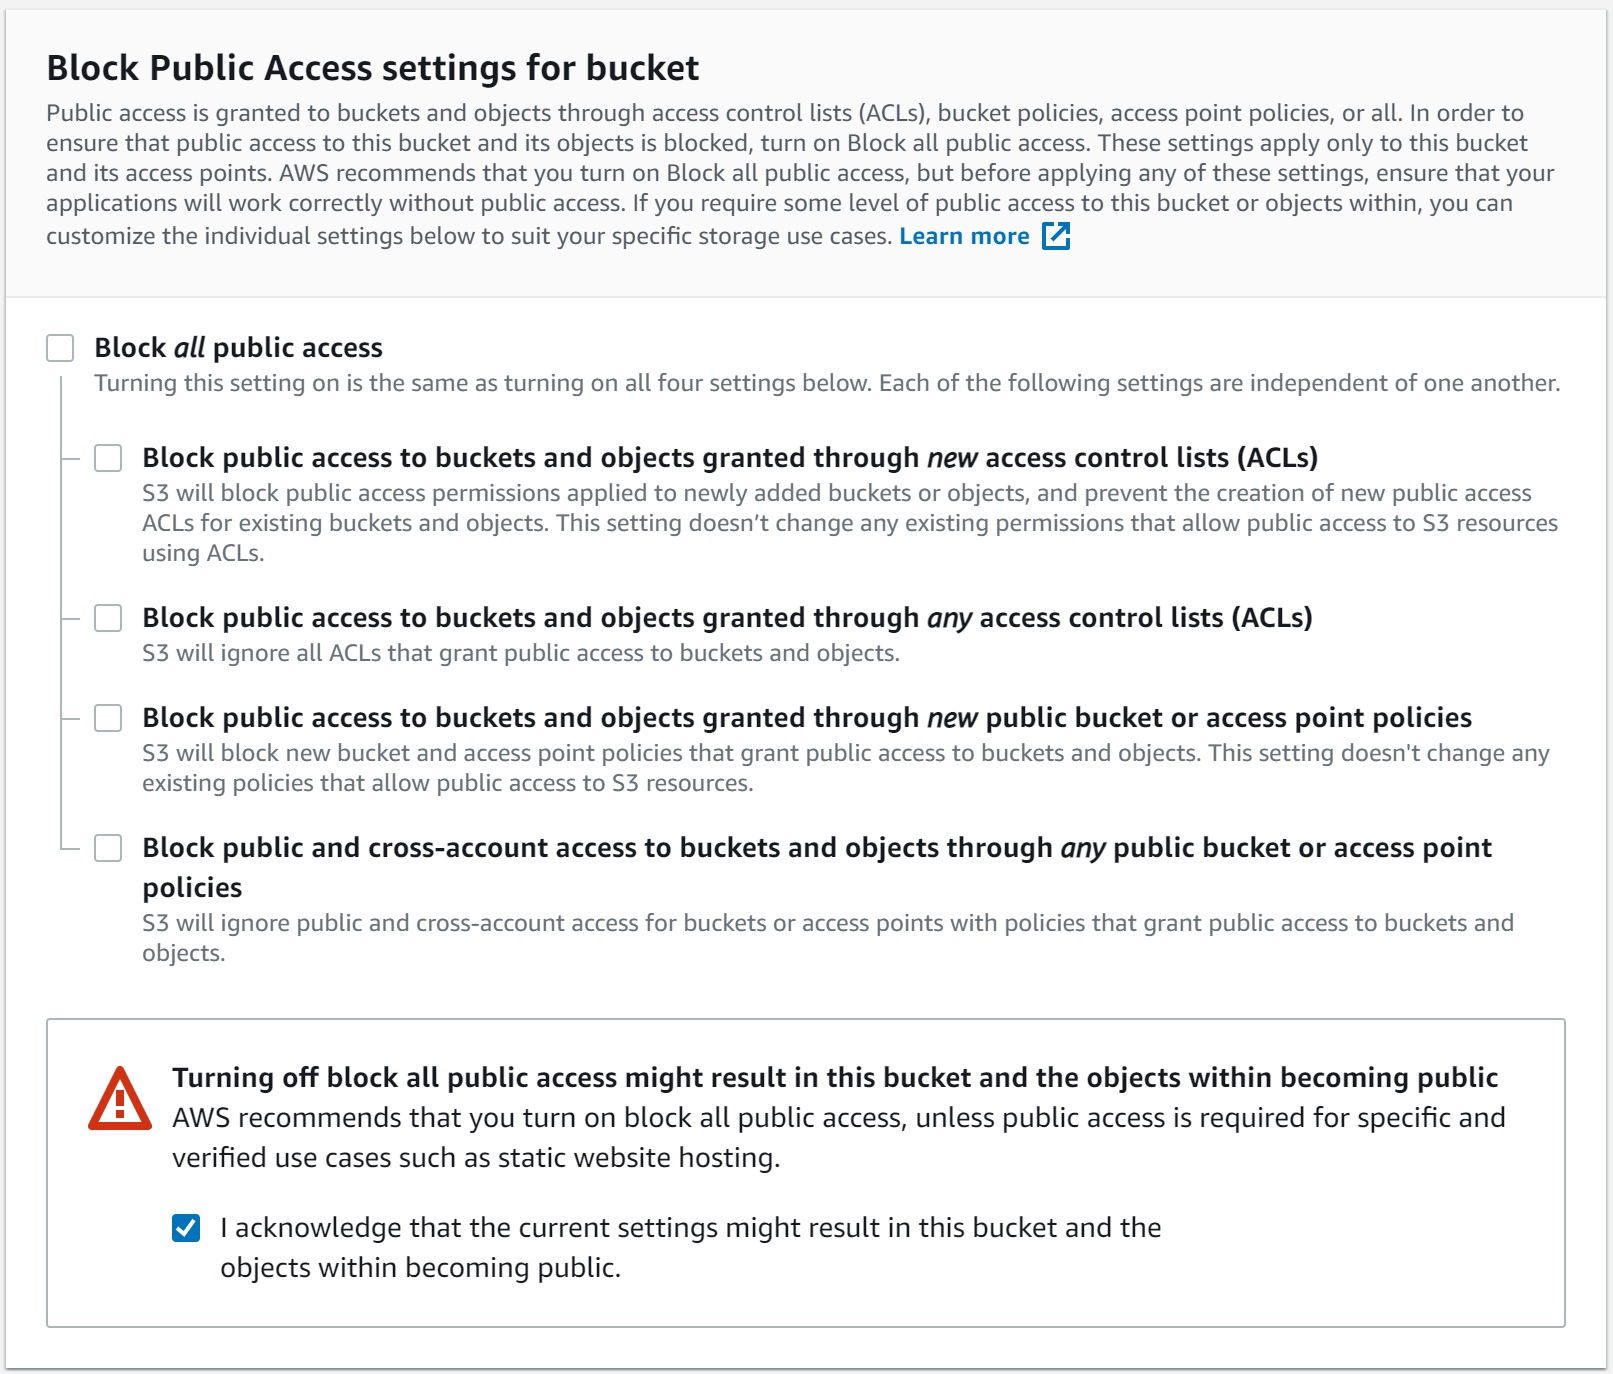 Block Public Access settings for bucket
Public access is granted to buckets and objects through access control lists (ACLs), bucket policies, access point policies, or all. In order to
ensure that public access to this bucket and its objects is blocked, turn on Block all public access. These settings apply only to this bucket
and its access points. AWS recommends that you turn on Block all public access, but before applying any of these settings, ensure that your
applications will work correctly without public access. If you require some level of public access to this bucket or objects within, you can
customize the individual settings below to suit your specific storage use cases. Learn more
Block all public access
Turning this setting on is the same as turning on all four settings below. Each of the following settings are independent of one another.
Block public access to buckets and objects granted through new access control lists (ACLs)
S3 will block public access permissions applied to newly added buckets or objects, and prevent the creation of new public access
ACLs for existing buckets and objects. This setting doesn’t change any existing permissions that allow public access to S3 resources
using ACLs.
Block public access to buckets and objects granted through any access control lists (ACLs)
S3 will ignore all ACLs that grant public access to buckets and objects.
Block public access to buckets and objects granted through new public bucket or access point policies
S3 will block new bucket and access point policies that grant public access to buckets and objects. This setting doesn't change any
existing policies that allow public access to S3 resources.
Block public and cross-account access to buckets and objects through any public bucket or access point
policies
S3 will ignore public and cross-account access for buckets or access points with policies that grant public access to buckets and
objects.
Turning off block all public access might result in this bucket and the objects within becoming public
AWS recommends that you turn on block all public access, unless public access is required for specific and
verified use cases such as static website hosting.
I acknowledge that the current settings might result in this bucket and the
objects within becoming public.